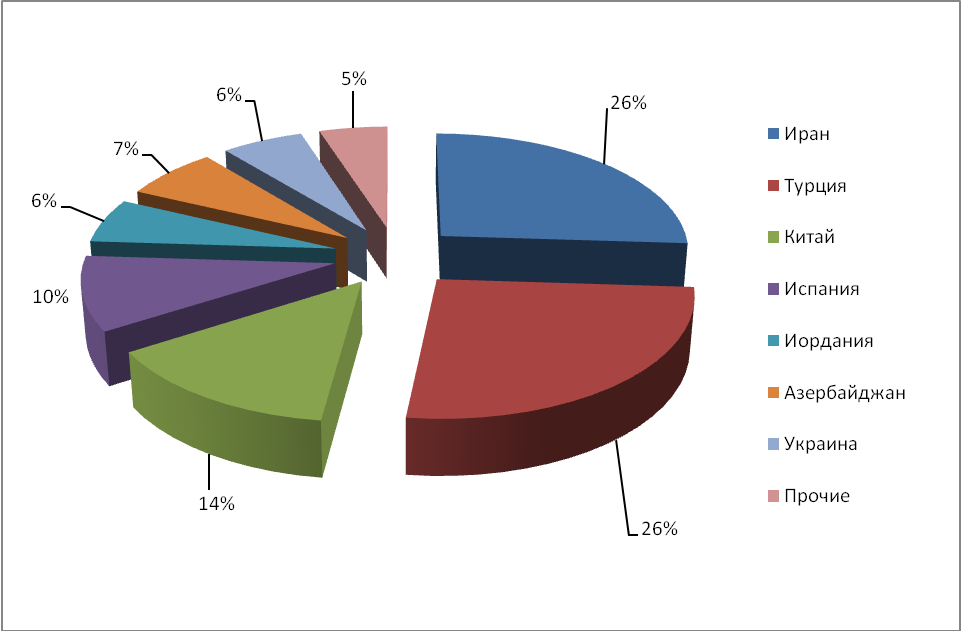 5%
6%
26%
7%
6%
10%
14%
26%
Иран
Турция
Китай
Испания
Иордания
Азербайджан
Украина
Прочие